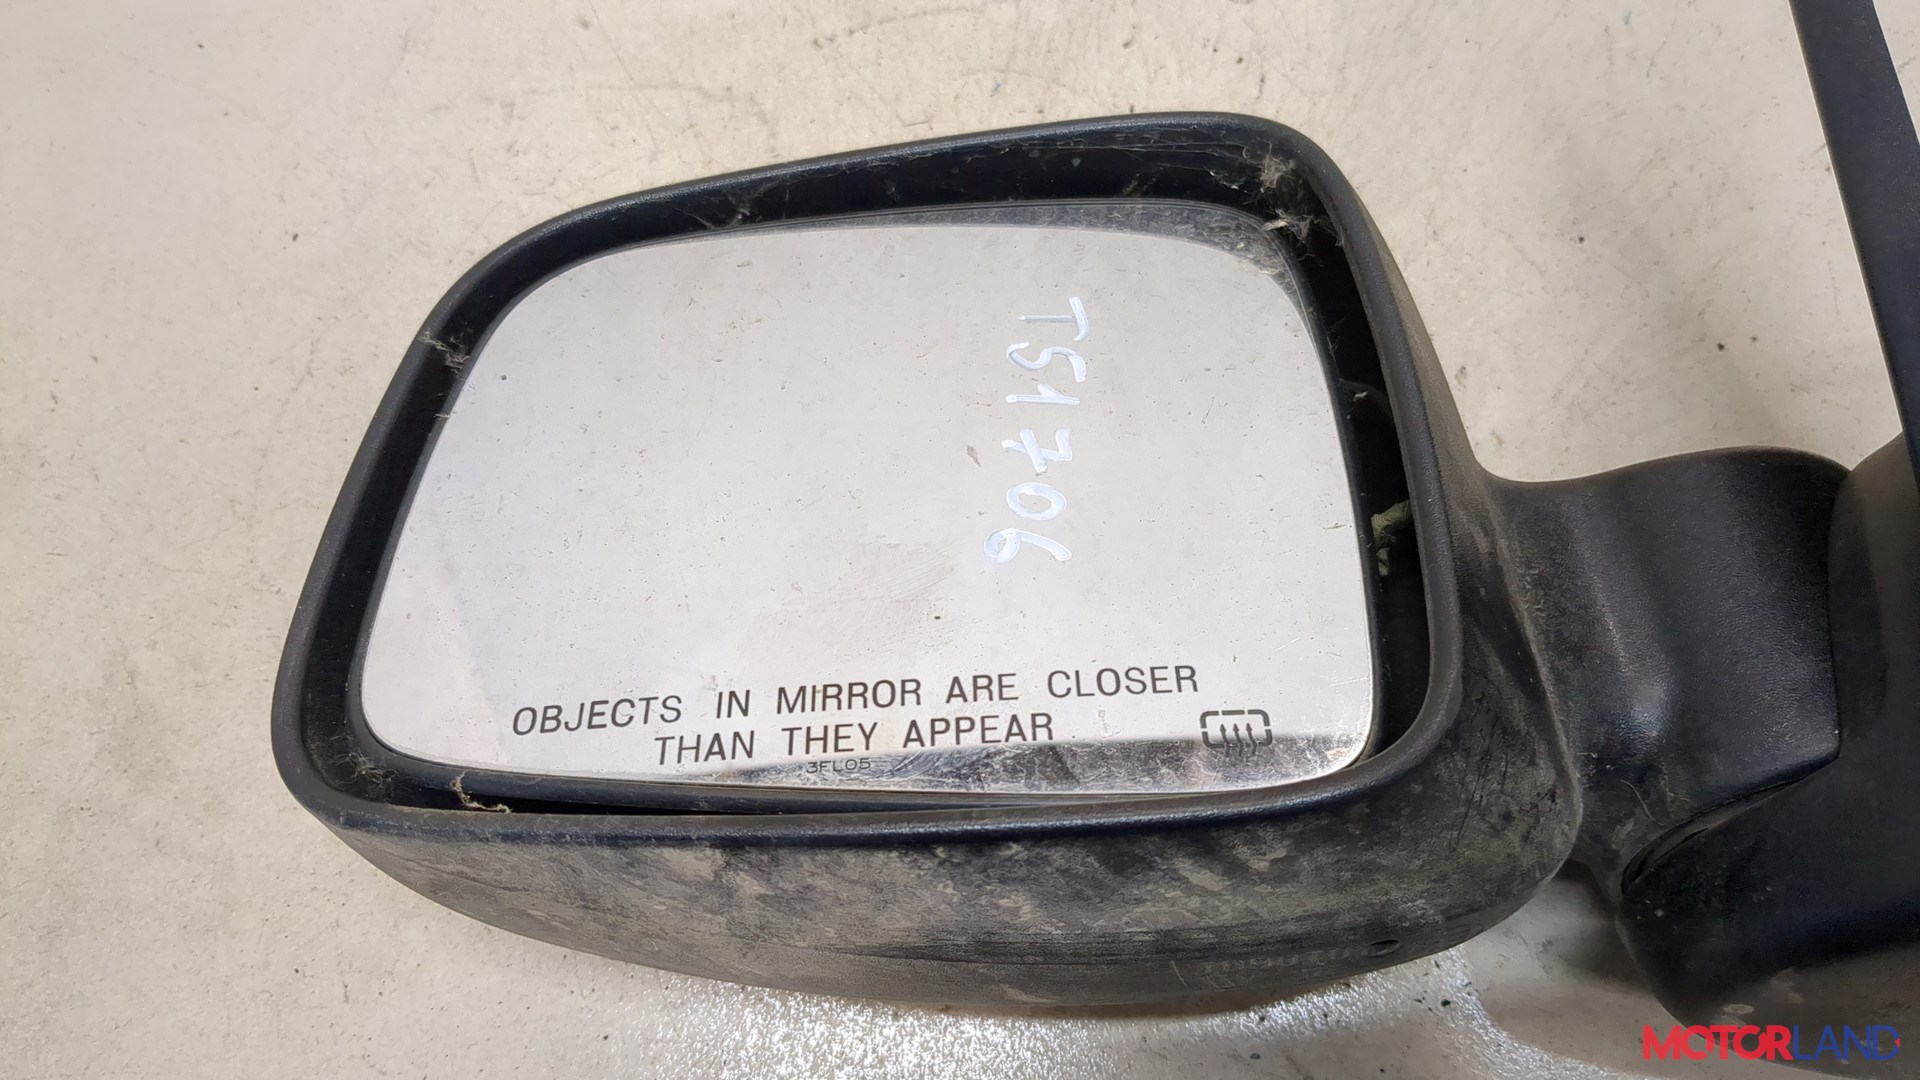 TS1706
OBJECTS IN MIRROR ARE CLOSER
THAN THEY APPEAR
3FL05
MOTORLAND